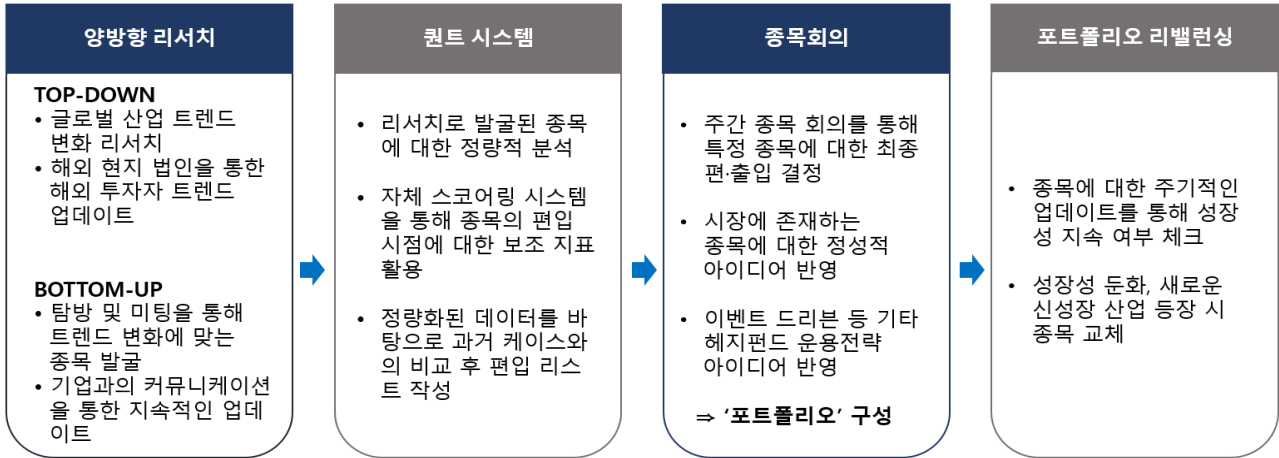 양방향 리서치
TOP-DOWN
• 글로벌 산업 트렌드
변화 리서치
• 해외 현지 법인을 통한
해외 투자자 트렌드
업데이트
BOTTOM-UP
• 탐방 및 미팅을 통해
트렌드 변화에 맞는
종목 발굴
• 기업과의 커뮤니케이션
을 통한 지속적인 업데
이트
퀀트 시스템
• 리서치로 발굴된 종목
에 대한 정량적 분석
• 자체 스코어링 시스템
을 통해 종목의 편입
시점에 대한 보조 지표
활용
• 정량화된 데이터를 바
탕으로 과거 케이스와
의 비교 후 편입 리스
트 작성
종목회의
• 주간 종목 회의를 통해
특정 종목에 대한 최종
편·출입 결정
• 시장에 존재하는
종목에 대한 정성적
아이디어 반영
• 이벤트 드리븐 등 기타
헤지펀드 운용전략
아이디어 반영
⇒ ‘포트폴리오’ 구성
포트폴리오 리밸런싱
• 종목에 대한 주기적인
업데이트를 통해 성장
성 지속 여부 체크
• 성장성 둔화, 새로운
신성장 산업 등장 시
종목 교체